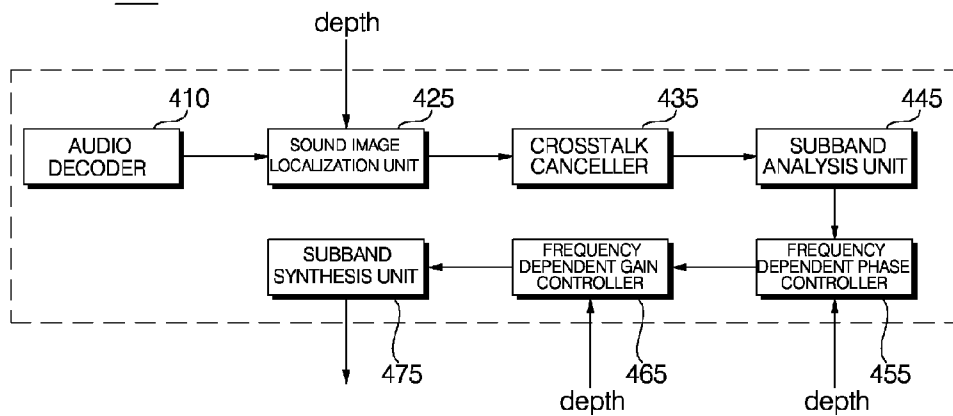 depth
410
425
435
445
AUDIO
DECODER
SOUND IMAGE
LOCALIZATION UNIT
CROSSTALK
CANCELLER
SUBBAND
ANALYSIS UNIT
SUBBAND
SYNTHESIS UNIT
FREQUENCY
DEPENDENT GAIN
CONTROLLER
FREQUENCY
DEPENDENT PHASE
CONTROLLER
475
465
455
depth
depth